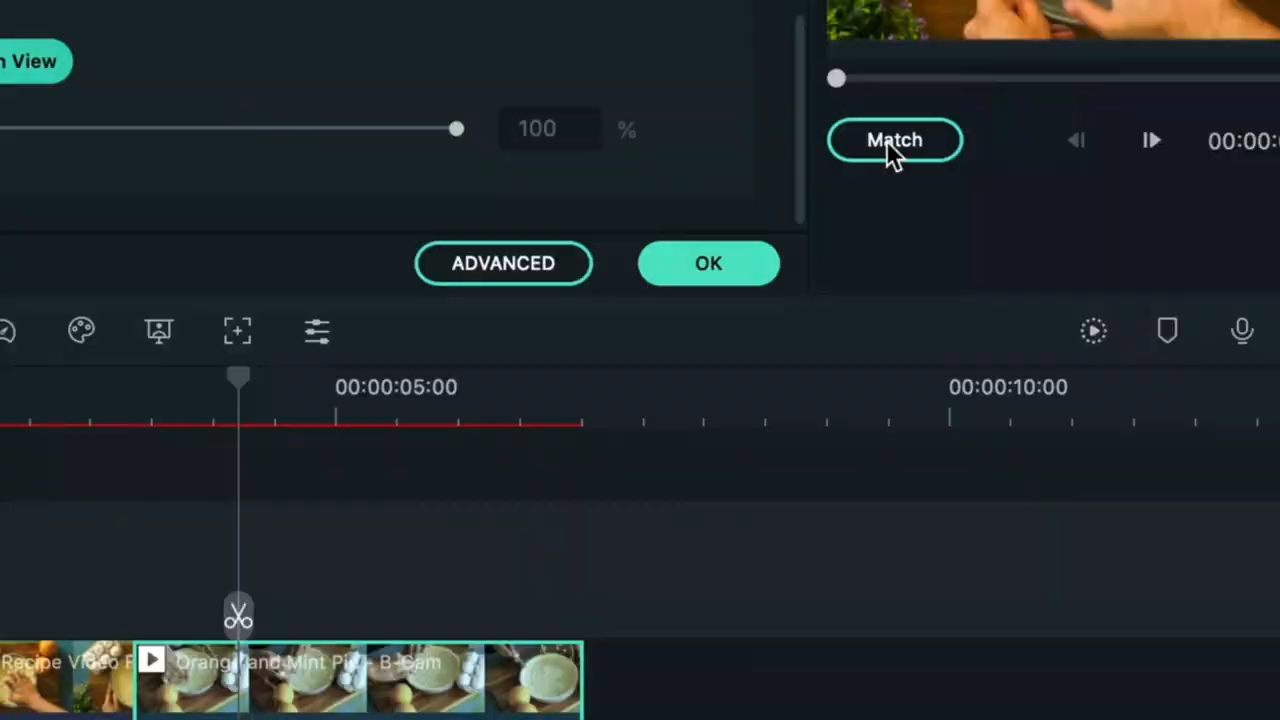 n View
100 %
Match
00:00:
ADVANCED
OK
00:00:05:00
00:00:10:00
Recipe Video
Orange and Mint Pie - B-Cam